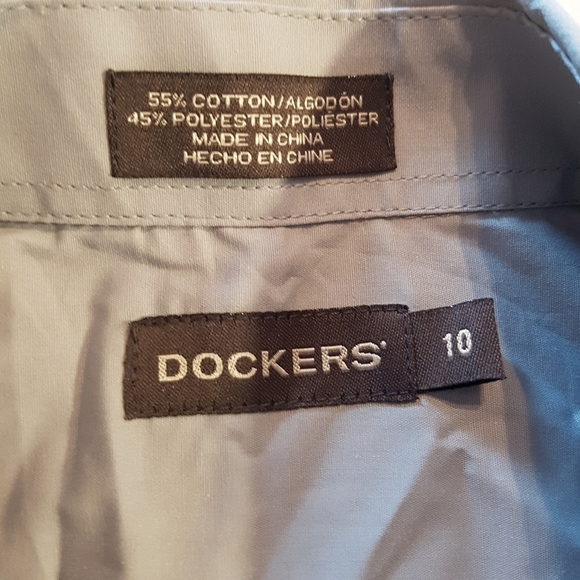 55% COTTON/ALGODÓN
45% POLYESTER/POLIÉSTER
MADE IN CHINA
HECHO EN CHINE
DOCKERS®
10